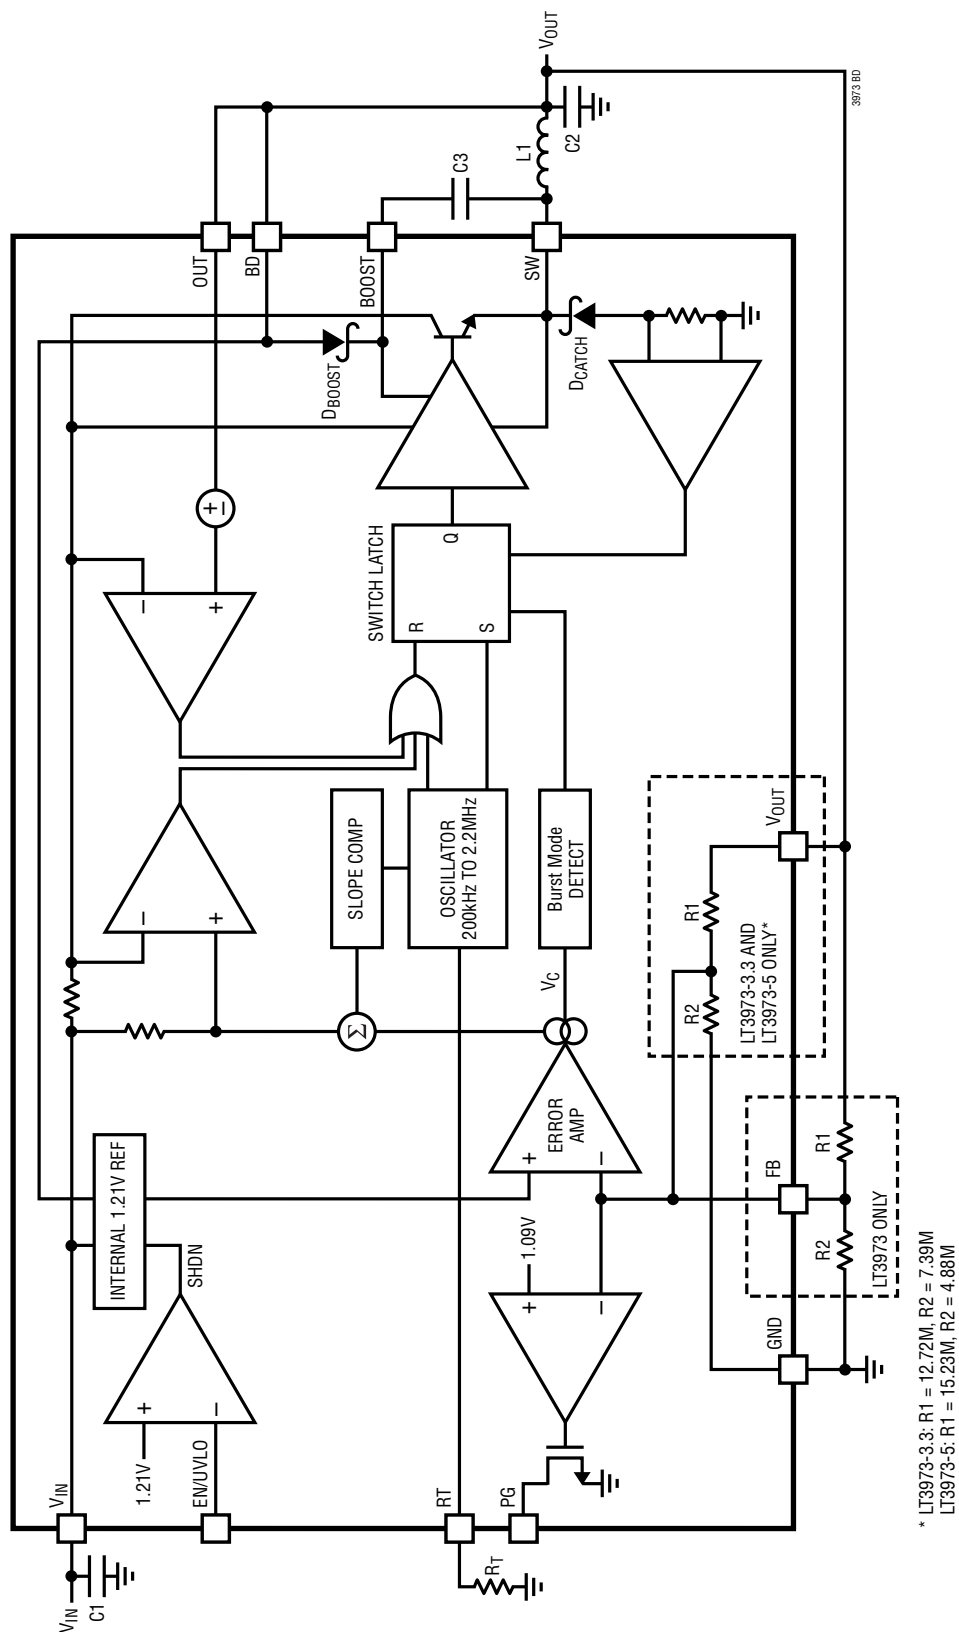 VIN
C1
VIN
1.21V
+
–
EN/UVLO
SHDN
INTERNAL 1.21V REF
–
+
–
+
+
–
OUT
BD
BOOST
SW
DBOOST
DCATCH
C3
L1
C2
VOUT
SWITCH LATCH
R
S
Q
SLOPE COMP
OSCILLATOR
200kHz TO 2.2MHz
Burst Mode
DETECT
VC
Σ
ERROR
AMP
+
–
1.09V
+
–
RT
RT
PG
R1
R2
LT3973-3.3 AND
LT3973-5 ONLY*
VOUT
FB
R1
R2
LT3973 ONLY
GND
3973 BD
* LT3973-3.3: R1 = 12.72M, R2 = 7.39M
LT3973-5: R1 = 15.23M, R2 = 4.88M